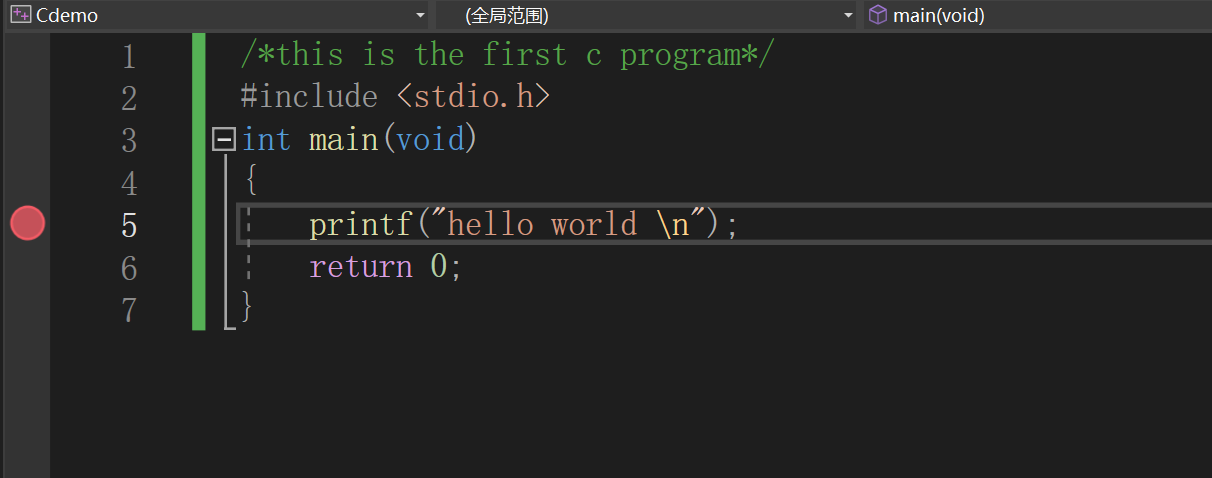 Cdemo (全局范围) main(void)
1 /*this is the first c program*/
2 #include <stdio.h>
3 int main(void)
4 {
5 printf("hello world \n");
6 return 0;
7 }